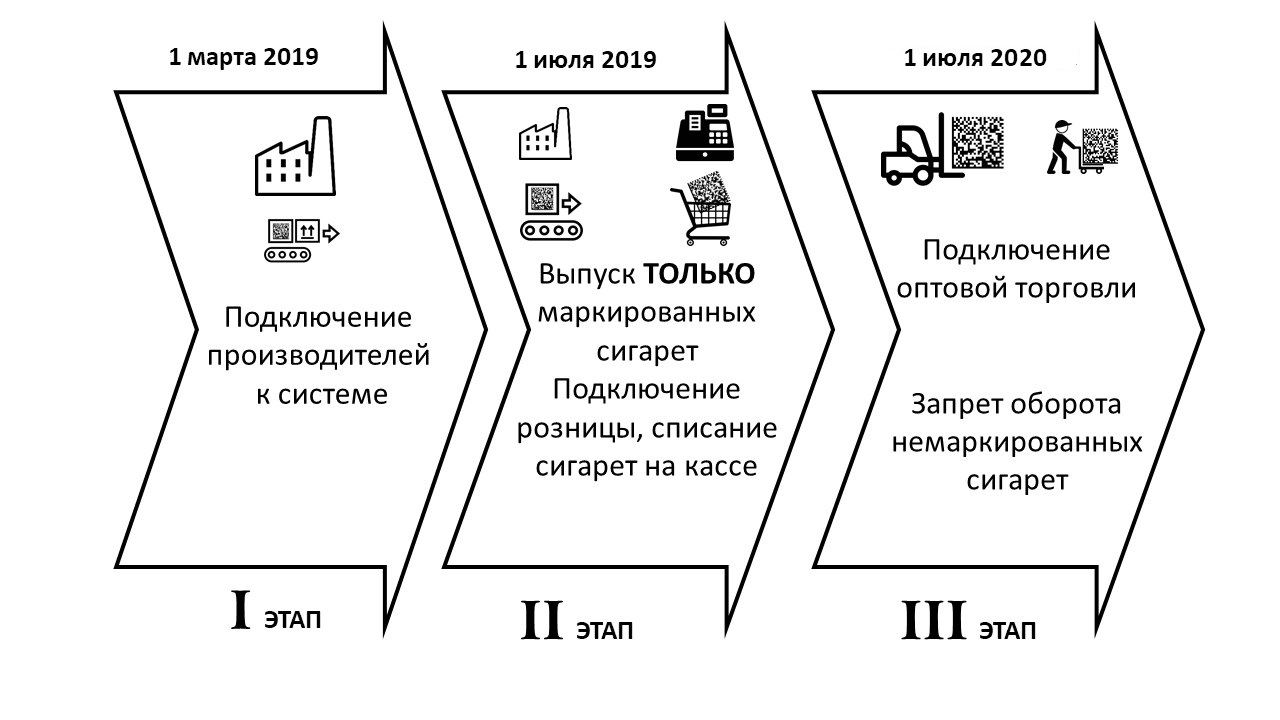 1 марта 2019
Подключение
производителей
к системе
I ЭТАП
1 июля 2019
Выпуск ТОЛЬКО
маркированных
сигарет
Подключение
розницы, списание
сигарет на кассе
II ЭТАП
1 июля 2020
Подключение
оптовой торговли
Запрет оборота
немаркированных
сигарет
III ЭТАП